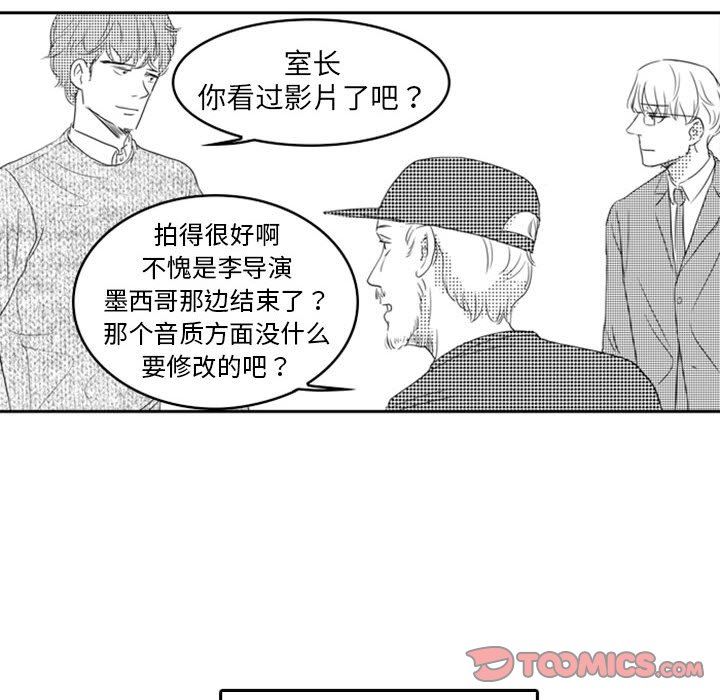 室长
你看过影片了吧？
拍得很好啊
不愧是李导演
墨西哥那边结束了？
那个音质方面没什么
要修改的吧？
TOOMICS.COM